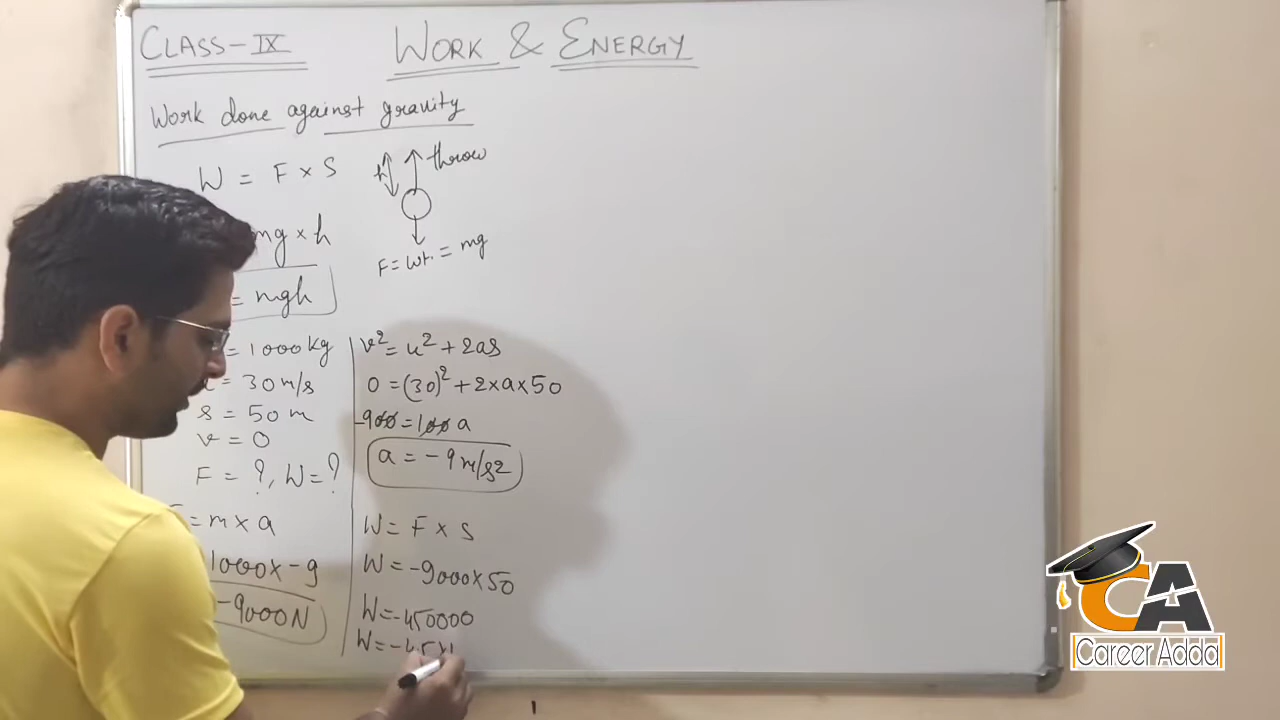 CLASS-IX WORK & ENERGY
Work done against gravity
W = F × S
h throw
mg × h
F = wt. = mg
= mgh
= 1000 kg
= 30 m/s
s = 50 m
v = 0
F = ?, W = ?
= m × a
1000 × - 9
- 9000 N
v² = u² + 2as
0 = (30)² + 2 × a × 50
-900 = 100 a
a = - 9 m/s2
W = F × s
W = - 9000 × 50
W = - 450000
W = - 45 ×
CA
Career Adda